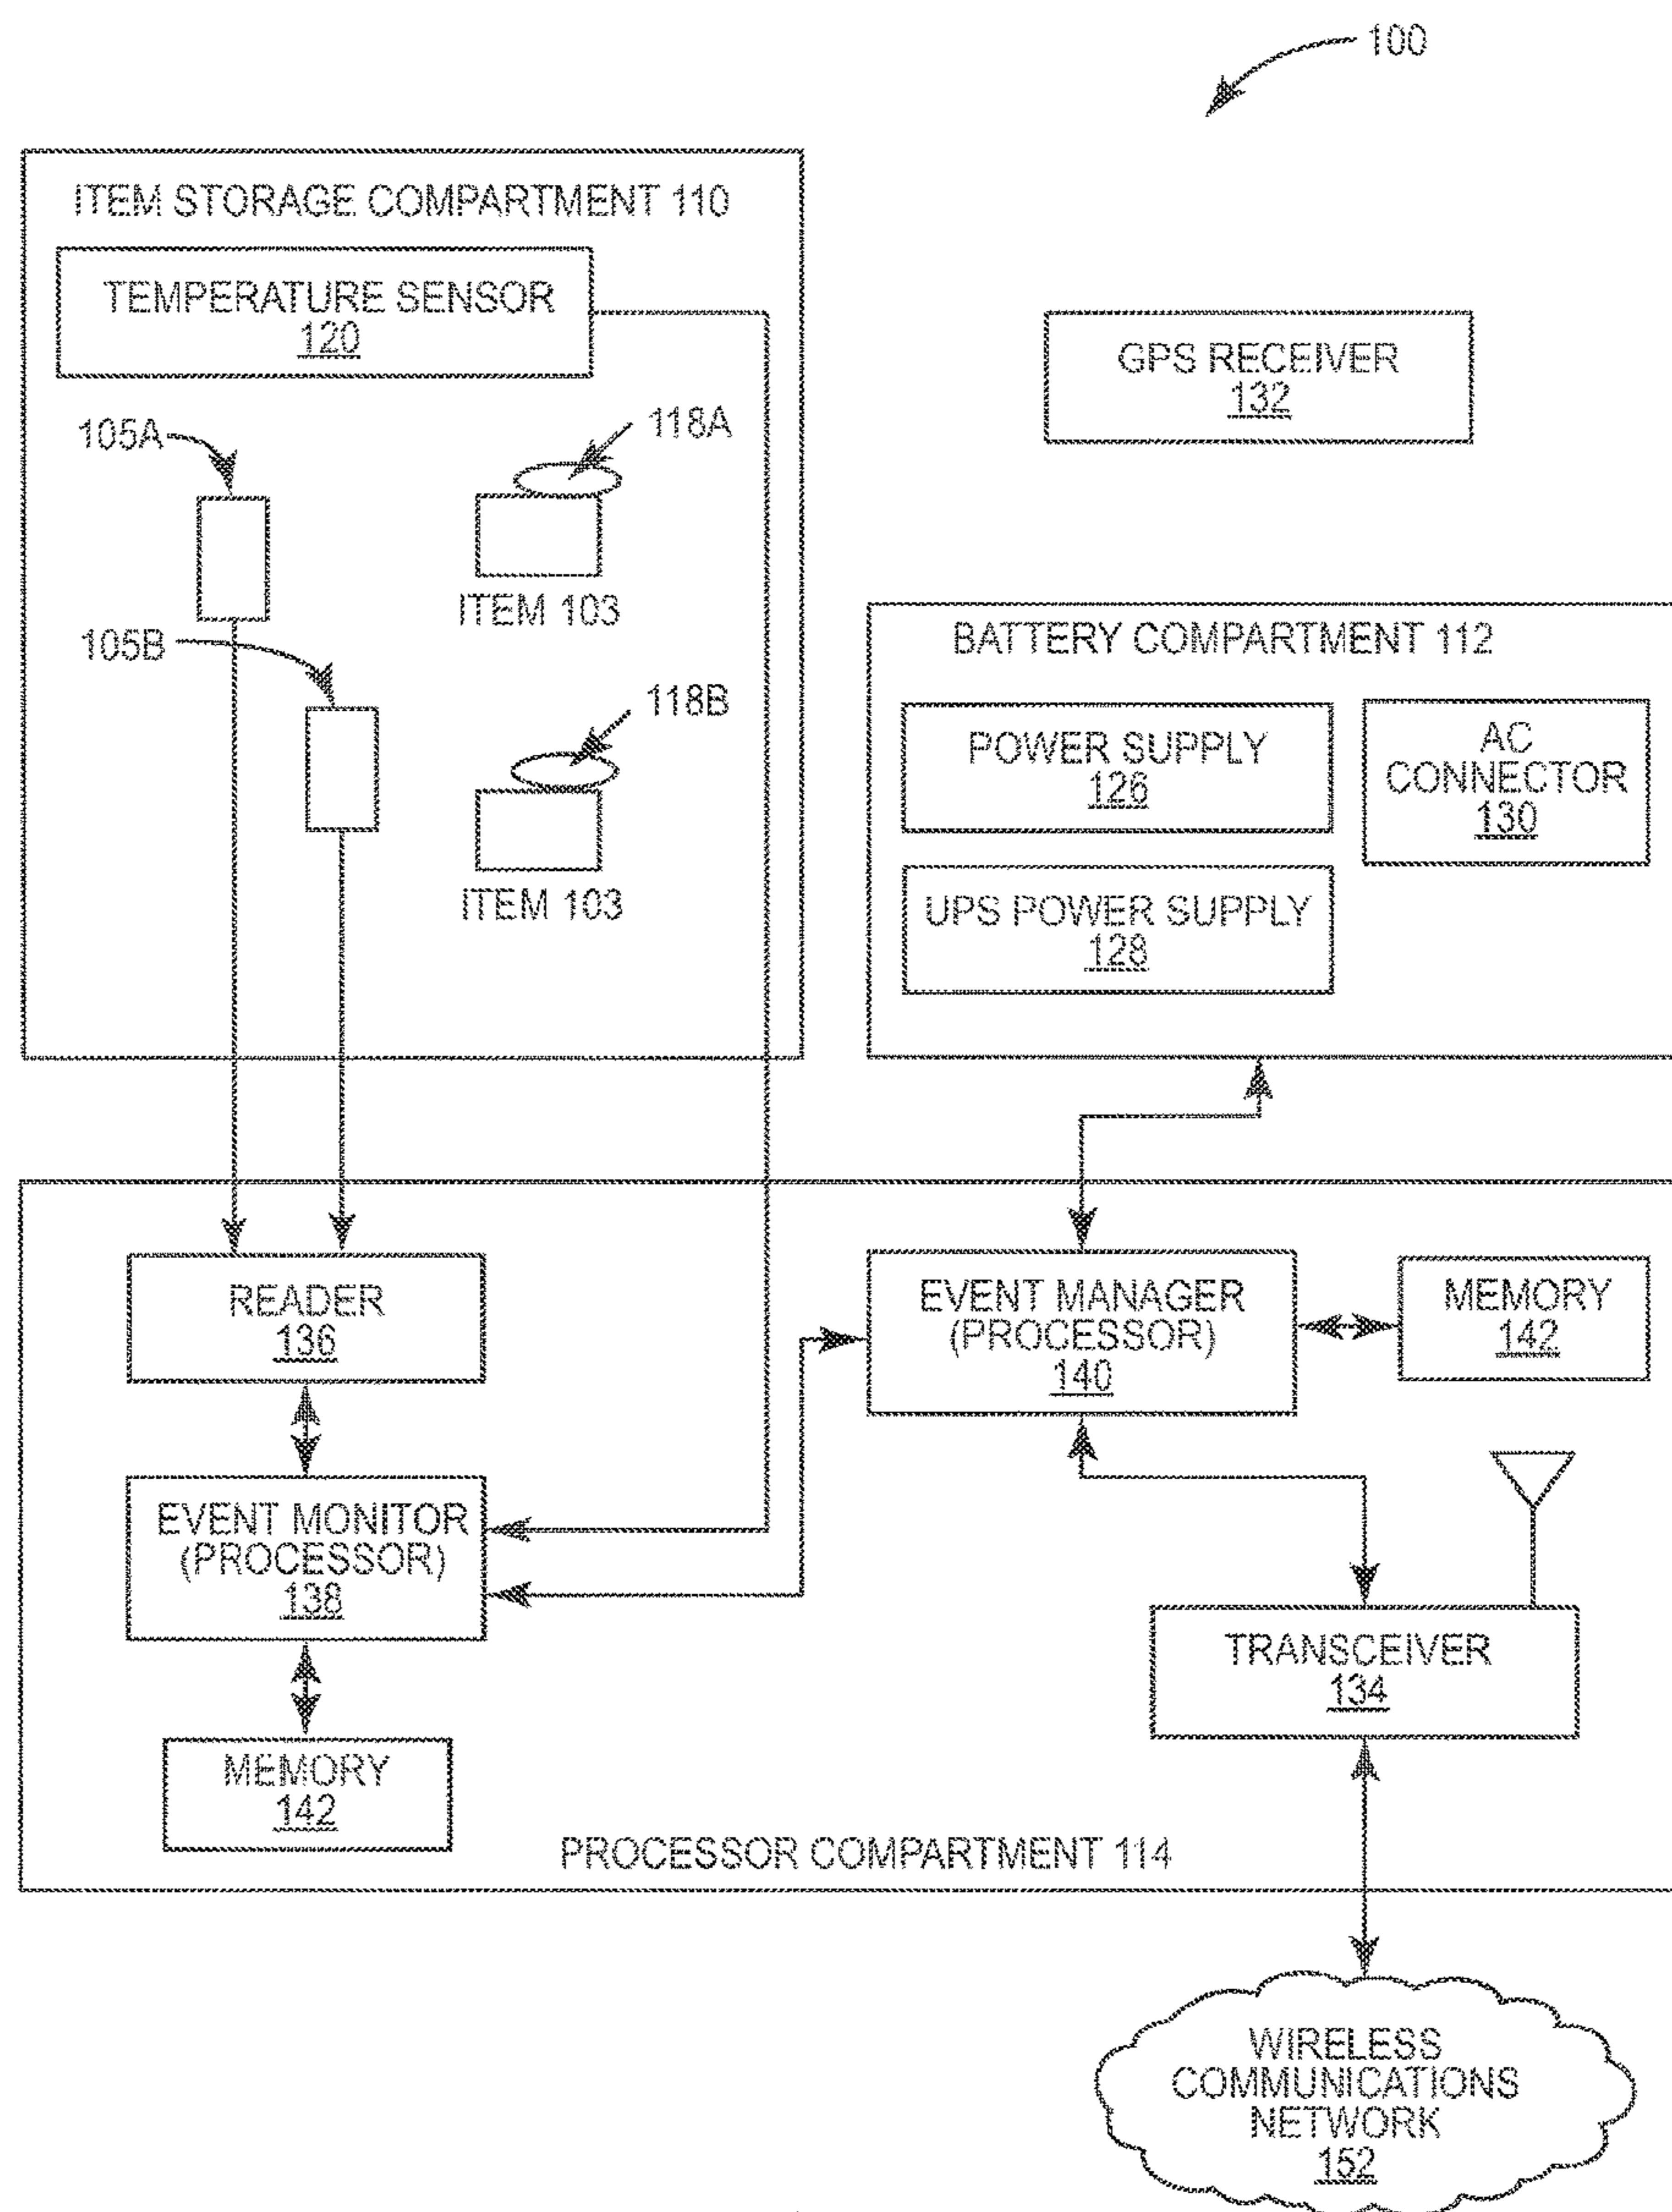 100
ITEM STORAGE COMPARTMENT 110
TEMPERATURE SENSOR
120
105A
118A
ITEM 103
105B
118B
ITEM 103
GPS RECEIVER
132
BATTERY COMPARTMENT 112
POWER SUPPLY
126
AC
CONNECTOR
130
UPS POWER SUPPLY
128
READER
136
EVENT MANAGER
(PROCESSOR)
140
MEMORY
142
EVENT MONITOR
(PROCESSOR)
138
TRANSCEIVER
134
MEMORY
142
PROCESSOR COMPARTMENT 114
WIRELESS
COMMUNICATIONS
NETWORK
152